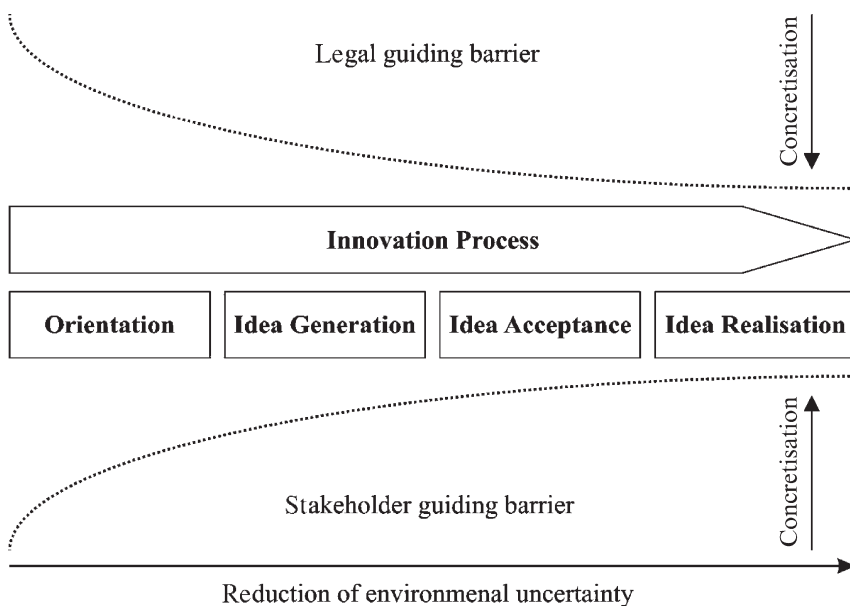 Legal guiding barrier
Concretisation
Innovation Process
Orientation
Idea Generation
Idea Acceptance
Idea Realisation
Stakeholder guiding barrier
Concretisation
Reduction of environmenal uncertainty